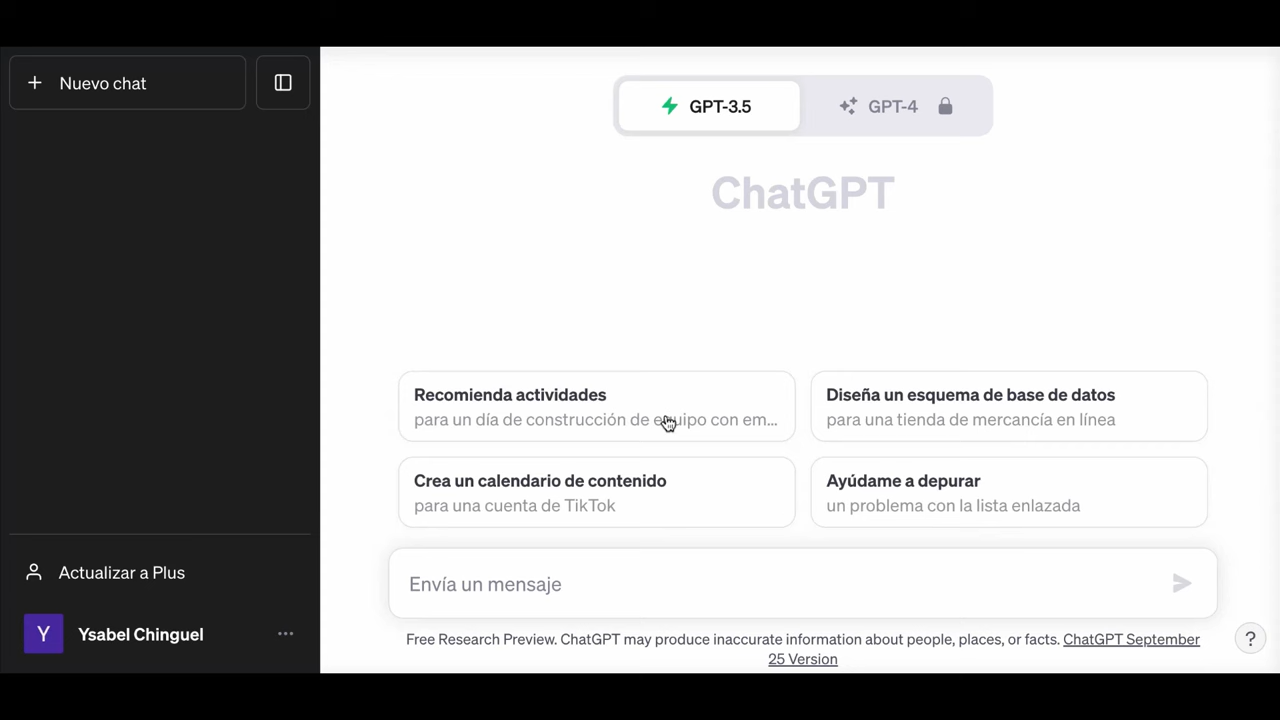 Nuevo chat
GPT-3.5
GPT-4
ChatGPT
Recomienda actividades
para un día de construcción de equipo con em...
Diseña un esquema de base de datos
para una tienda de mercancía en línea
Crea un calendario de contenido
para una cuenta de TikTok
Ayúdame a depurar
un problema con la lista enlazada
Actualizar a Plus
Y
Ysabel Chinguel
Envía un mensaje
Free Research Preview. ChatGPT may produce inaccurate information about people, places, or facts. ChatGPT September
25 Version
?